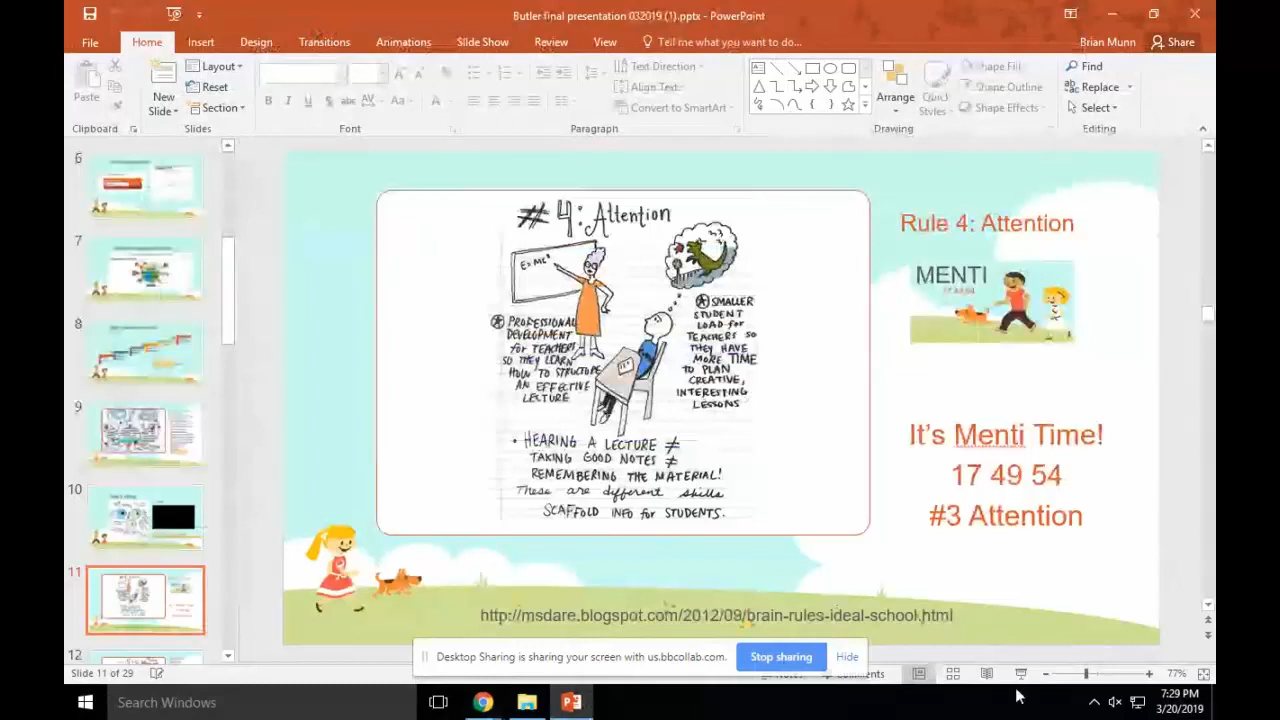 Butler final presentation 032019 (1).pptx - PowerPoint
File Home Insert Design Transitions Animations Slide Show Review View Tell me what you want to do... Brian Munn Share
Paste
New Slide
Layout
Reset
Section
Text Direction
Align Text
Convert to SmartArt
Arrange
Quick Styles
Shape Fill
Shape Outline
Shape Effects
Find
Replace
Select
Clipboard Slides Font Paragraph Drawing Editing
6
7
8
9
10
11
12
#4: Attention
E=MC²
PROFESSIONAL
DEVELOPMENT
for TEACHERS
SO THEY LEARN
HOW TO STRUCTURE
AN EFFECTIVE
LECTURE
SMALLER
STUDENT
LOAD for
TEACHERS SO
THEY HAVE
MORE TIME
TO PLAN
CREATIVE,
INTERESTING
LESSONS
• HEARING A LECTURE ≠
TAKING GOOD NOTES ≠
REMEMBERING THE MATERIAL!
These are different skills
SCAFFOLD INFO for STUDENTS.
Rule 4: Attention
MENTI
17 49 54
It's Menti Time!
17 49 54
#3 Attention
http://msdare.blogspot.com/2012/09/brain-rules-ideal-school.html
Desktop Sharing is sharing your screen with us.bbcollab.com. Stop sharing Hide
Slide 11 of 29 Comments 77%
Search Windows
7:29 PM
3/20/2019